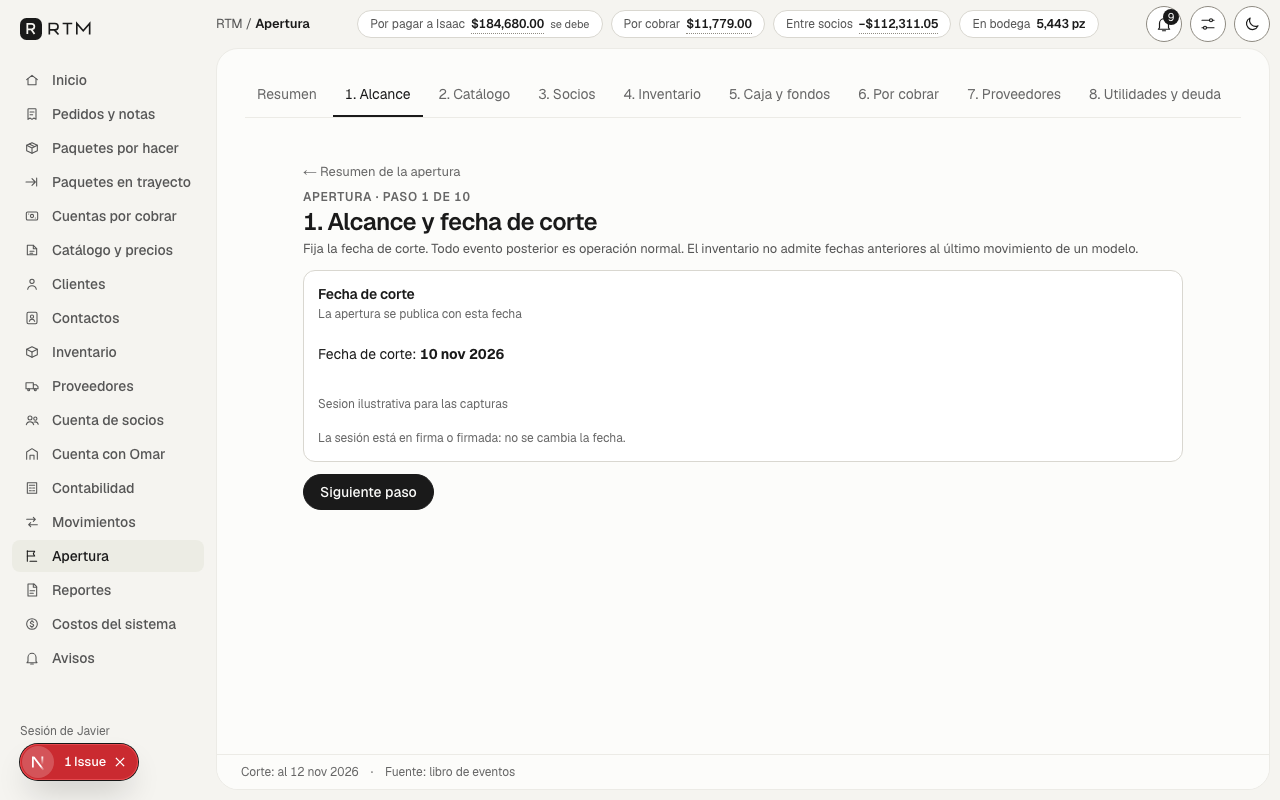 R RTM
RTM / Apertura
Por pagar a Isaac $184,680.00 se debe
Por cobrar $11,779.00
Entre socios −$112,311.05
En bodega 5,443 pz
9
Inicio
Pedidos y notas
Paquetes por hacer
Paquetes en trayecto
Cuentas por cobrar
Catálogo y precios
Clientes
Contactos
Inventario
Proveedores
Cuenta de socios
Cuenta con Omar
Contabilidad
Movimientos
Apertura
Reportes
Costos del sistema
Avisos
Sesión de Javier
N 1 Issue
Resumen
1. Alcance
2. Catálogo
3. Socios
4. Inventario
5. Caja y fondos
6. Por cobrar
7. Proveedores
8. Utilidades y deuda
← Resumen de la apertura
APERTURA · PASO 1 DE 10
1. Alcance y fecha de corte
Fija la fecha de corte. Todo evento posterior es operación normal. El inventario no admite fechas anteriores al último movimiento de un modelo.
Fecha de corte
La apertura se publica con esta fecha
Fecha de corte: 10 nov 2026
Sesion ilustrativa para las capturas
La sesión está en firma o firmada: no se cambia la fecha.
Siguiente paso
Corte: al 12 nov 2026 · Fuente: libro de eventos